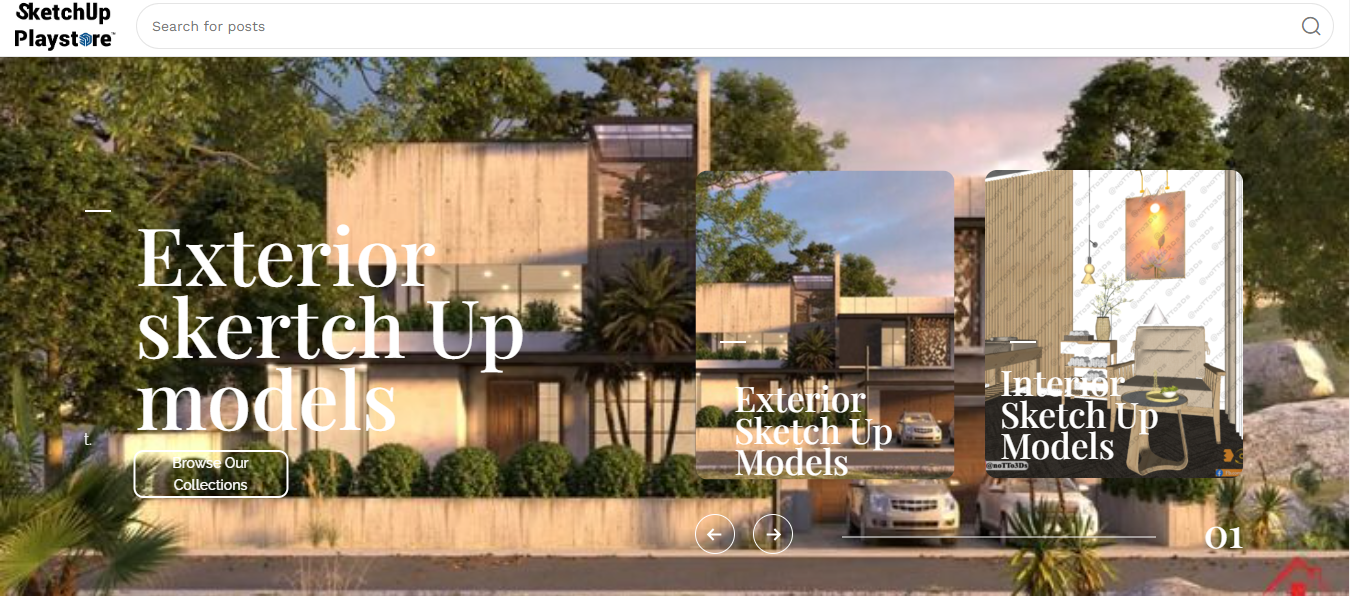 SketchUp
Playstore™
Search for posts
Exterior
skertch Up
models
t.
Browse Our
Collections
Exterior
Sketch Up
Models
Interior
Sketch Up
Models
@noTTo3Ds
01